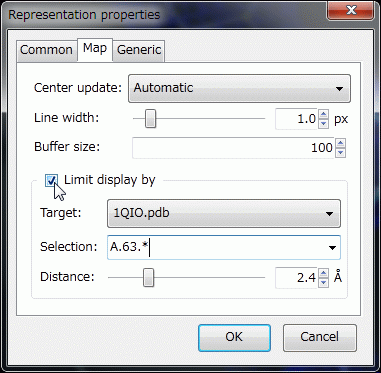 Representation properties
Common Map Generic
Center update: Automatic
Line width: 1.0 px
Buffer size: 100
Limit display by
Target: 1QIO.pdb
Selection: A.63.*
Distance: 2.4 Å
OK Cancel